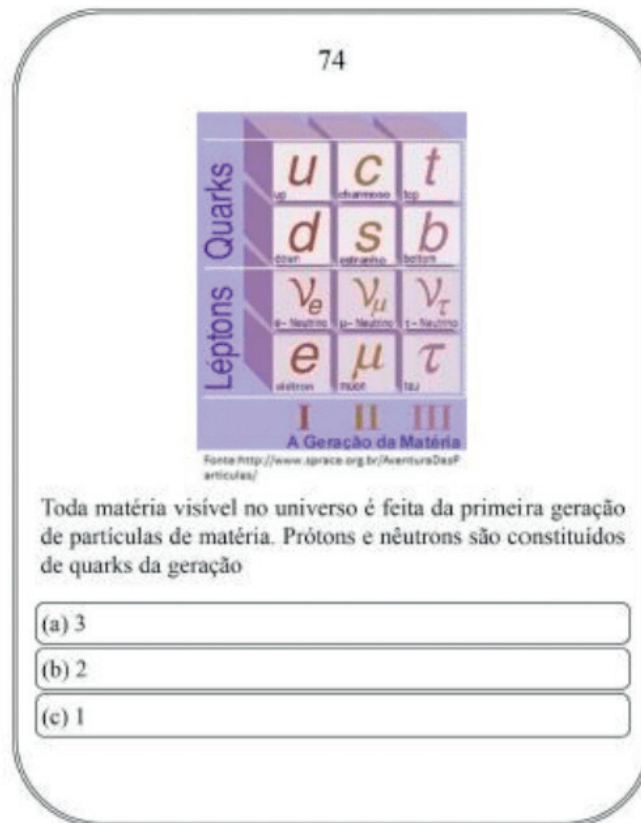 74
Quarks
Léptons
u c t
up charmoso top
d s b
down estranho bottom
νe νμ ντ
e- Neutrino μ- Neutrino τ- Neutrino
e μ τ
elétron múon tau
I II III
A Geração da Matéria
Fonte:http://www.sprace.org.br/AventuraDasP
articulas/
Toda matéria visível no universo é feita da primeira geração
de partículas de matéria. Prótons e nêutrons são constituídos
de quarks da geração
(a) 3
(b) 2
(c) 1